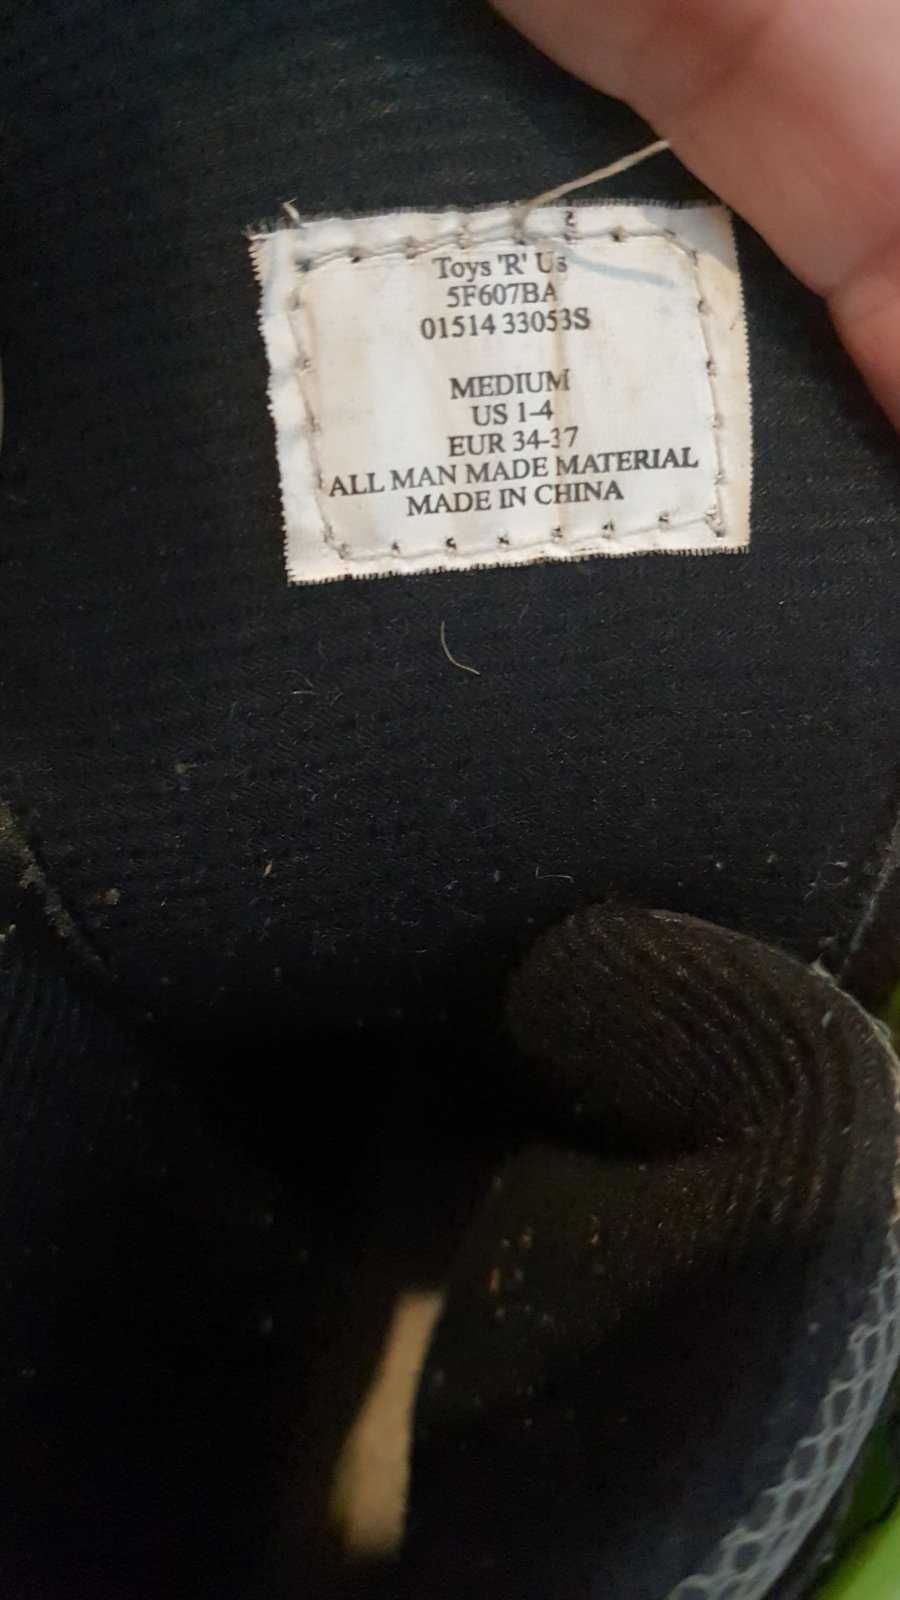 Toys 'R' Us
5F607BA
01514 33053S
MEDIUM
US 1-4
EUR 34-37
ALL MAN MADE MATERIAL
MADE IN CHINA